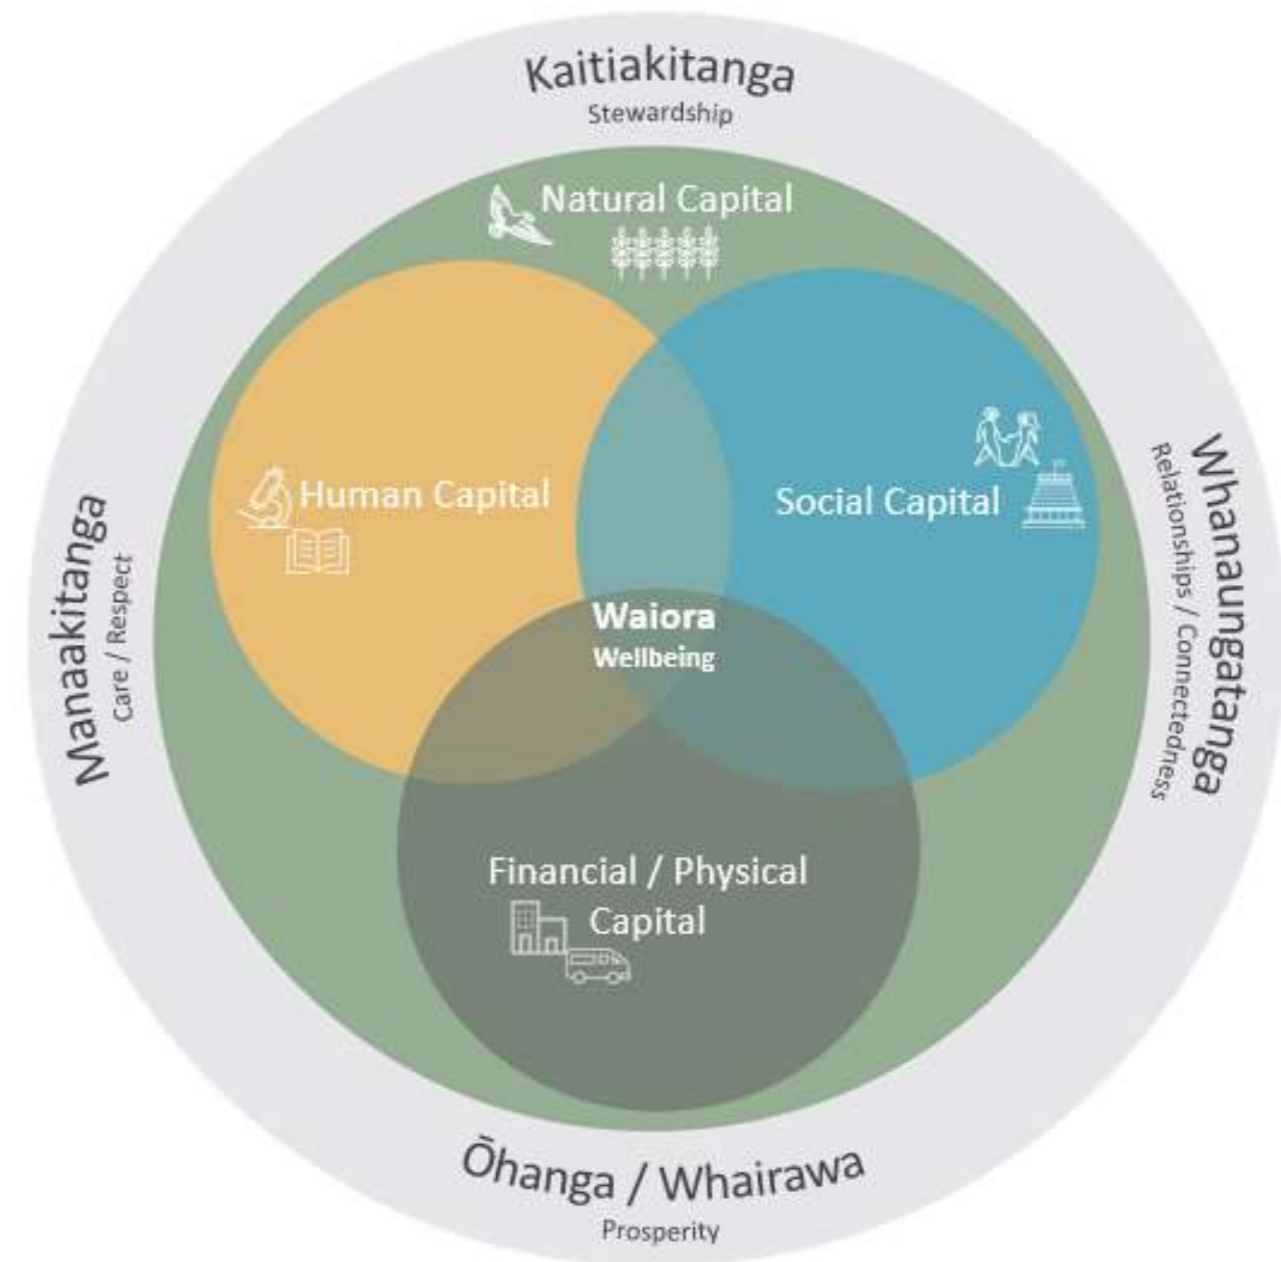 Kaitiakitanga
Stewardship
Natural Capital
Human Capital
Social Capital
Manaakitanga
Care / Respect
Whanaungatanga
Relationships / Connectedness
Waiora
Wellbeing
Financial / Physical
Capital
Ōhanga / Whairawa
Prosperity